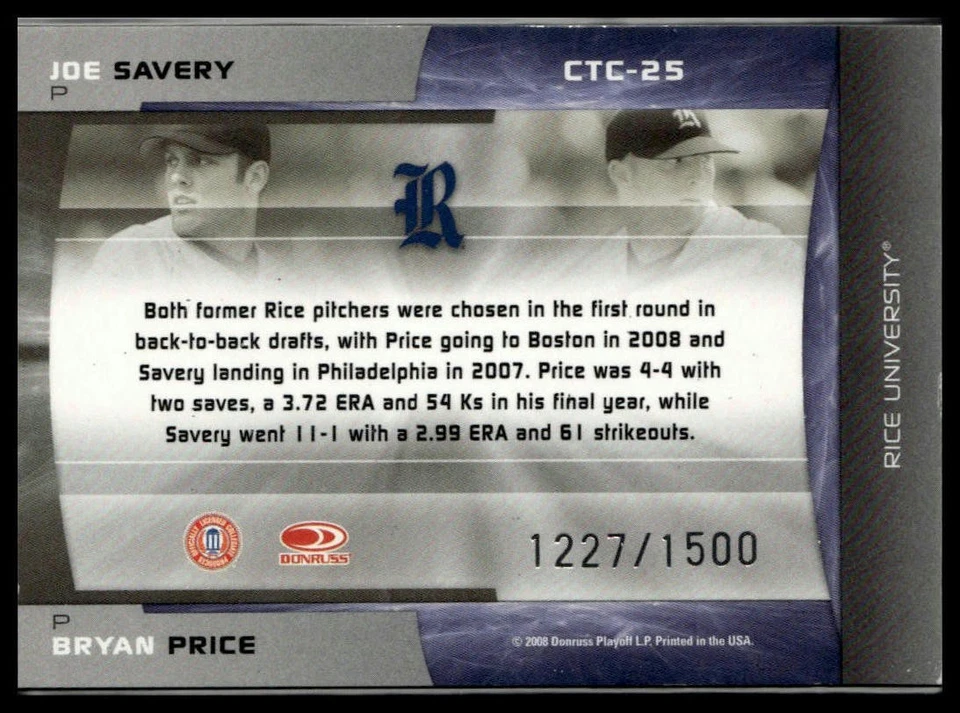 JOE SAVERY
P
CTC-25
R
R
Both former Rice pitchers were chosen in the first round in
back-to-back drafts, with Price going to Boston in 2008 and
Savery landing in Philadelphia in 2007. Price was 4-4 with
two saves, a 3.72 ERA and 54 Ks in his final year, while
Savery went 11-1 with a 2.99 ERA and 61 strikeouts.
RICE UNIVERSITY®
OFFICIALLY LICENSED COLLEGIATE PRODUCTS
DONRUSS
1227/1500
P
BRYAN PRICE
© 2008 Donruss Playoff L.P. Printed in the USA.